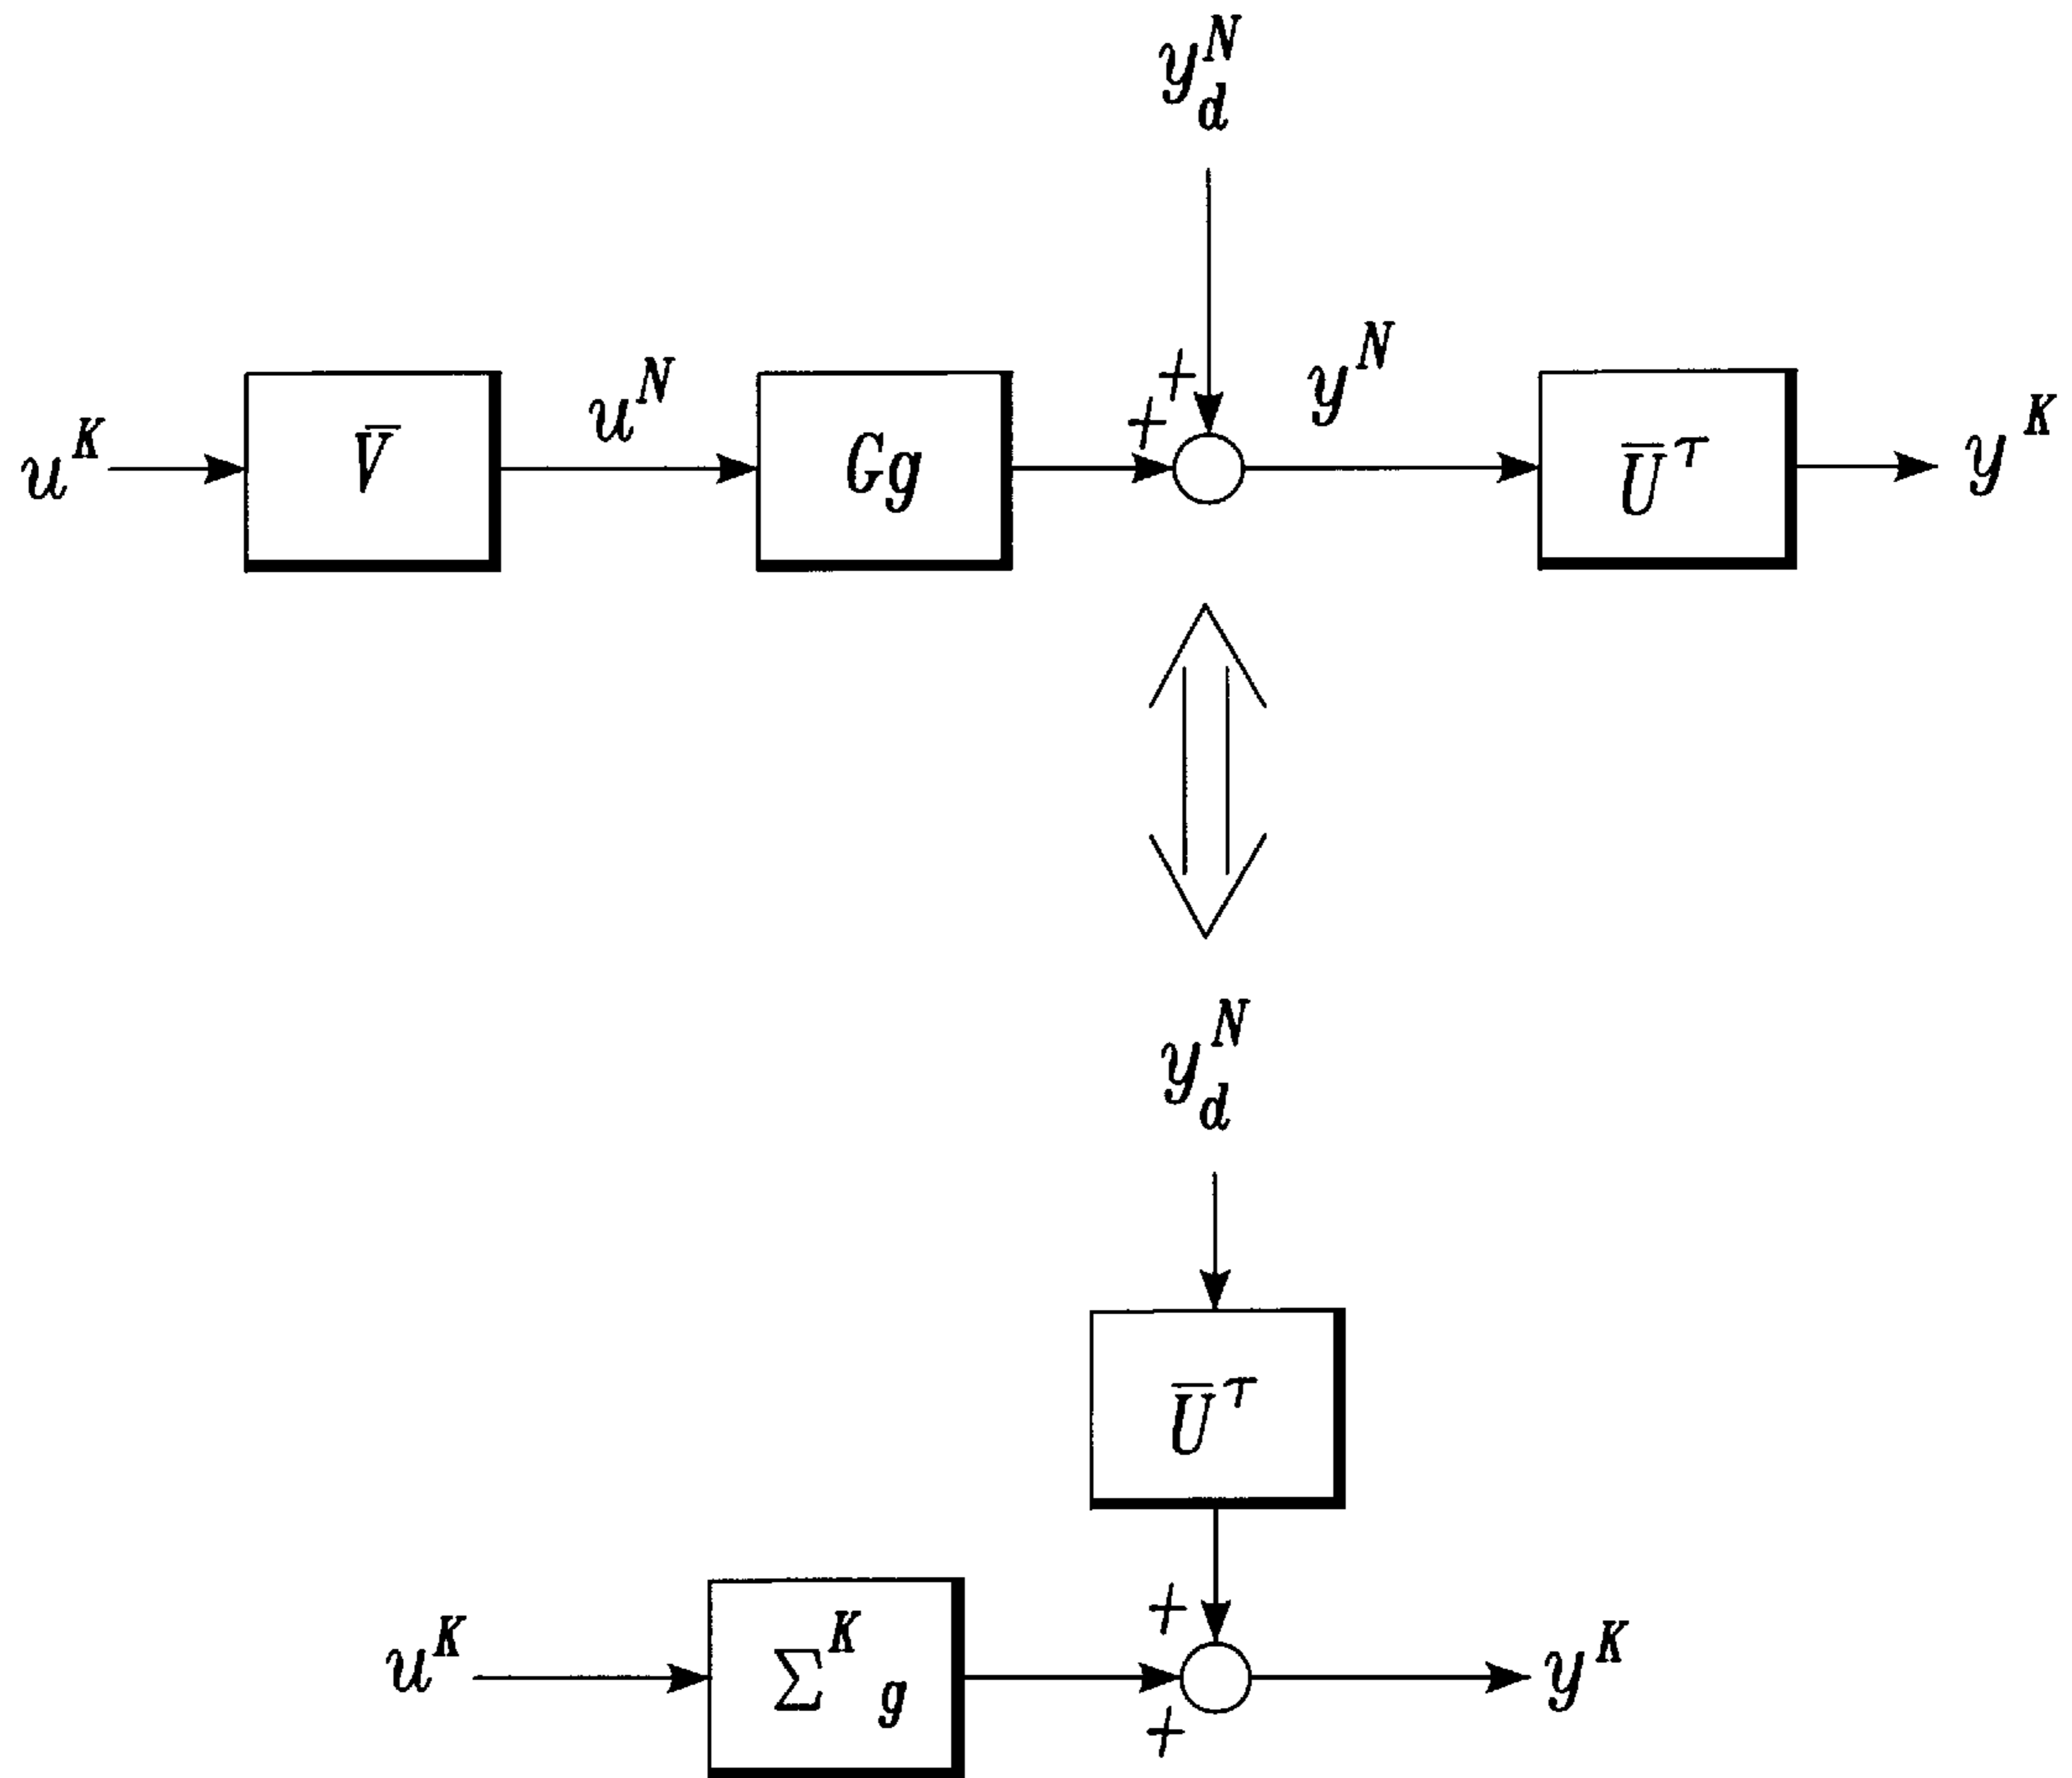 y_d^N
+
u^K V̄ u^N Gg + y^N Ū^T y^K
y_d^N
Ū^T
+
u^K Σ^K g y^K
+